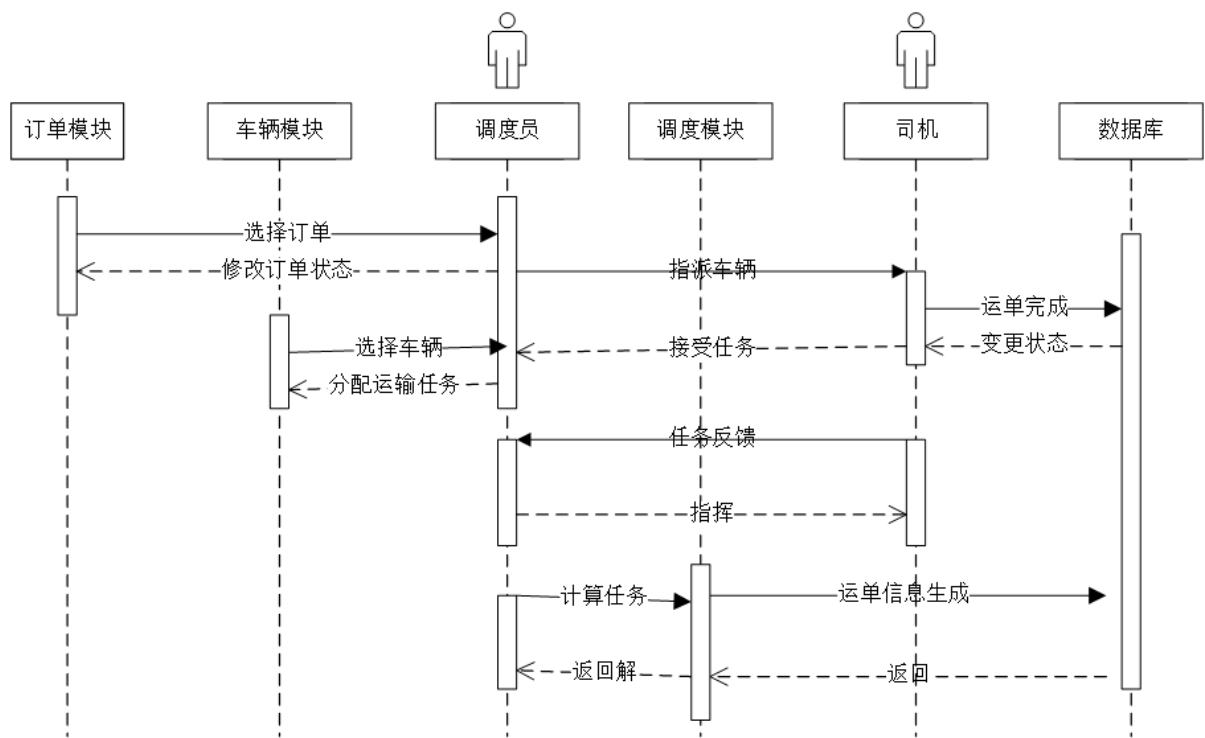 订单模块
车辆模块
调度员
调度模块
司机
数据库
选择订单
修改订单状态
指派车辆
运单完成
选择车辆
接受任务
变更状态
分配运输任务
任务反馈
指挥
计算任务
运单信息生成
返回解
返回